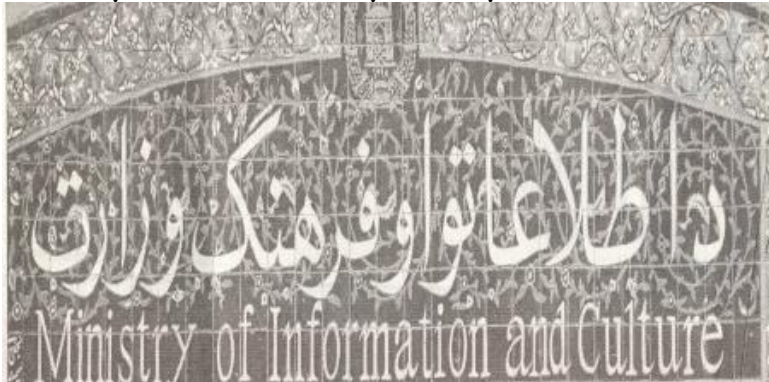 د اطلاعاتو او فرهنگ وزارت
Ministry of Information and Culture